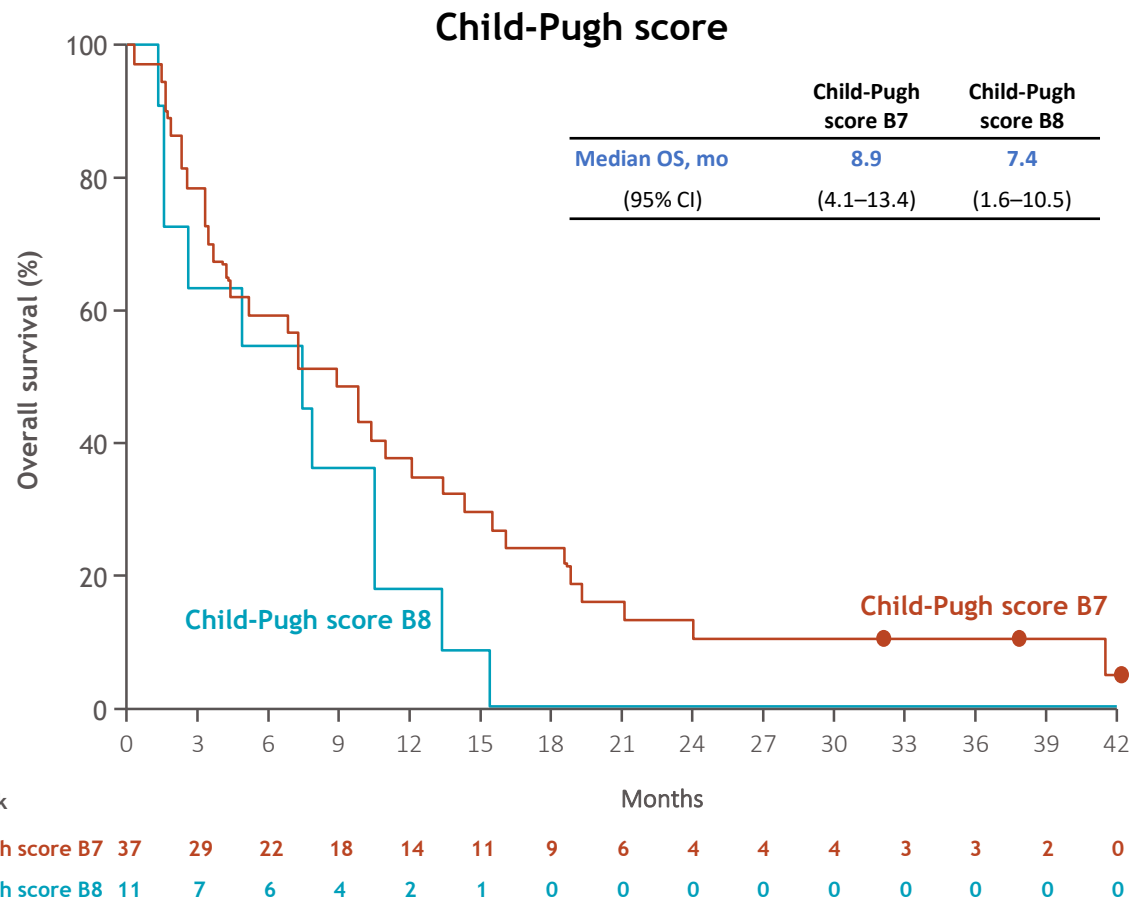 Child-Pugh score
Child-Pugh score B7 Child-Pugh score B8
Median OS, mo 8.9 7.4
(95% CI) (4.1–13.4) (1.6–10.5)
Overall survival (%)
100
80
60
40
20
0
Child-Pugh score B8
Child-Pugh score B7
0 3 6 9 12 15 18 21 24 27 30 33 36 39 42
Months
k
h score B7 37 29 22 18 14 11 9 6 4 4 4 3 3 2 0
h score B8 11 7 6 4 2 1 0 0 0 0 0 0 0 0 0